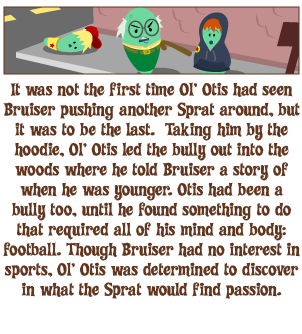 It was not the first time Ol' Otis had seen
Bruiser pushing another Sprat around, but
it was to be the last. Taking him by the
hoodie, Ol' Otis led the bully out into the
woods where he told Bruiser a story of
when he was younger. Otis had been a
bully too, until he found something to do
that required all of his mind and body:
football. Though Bruiser had no interest in
sports, Ol' Otis was determined to discover
in what the Sprat would find passion.